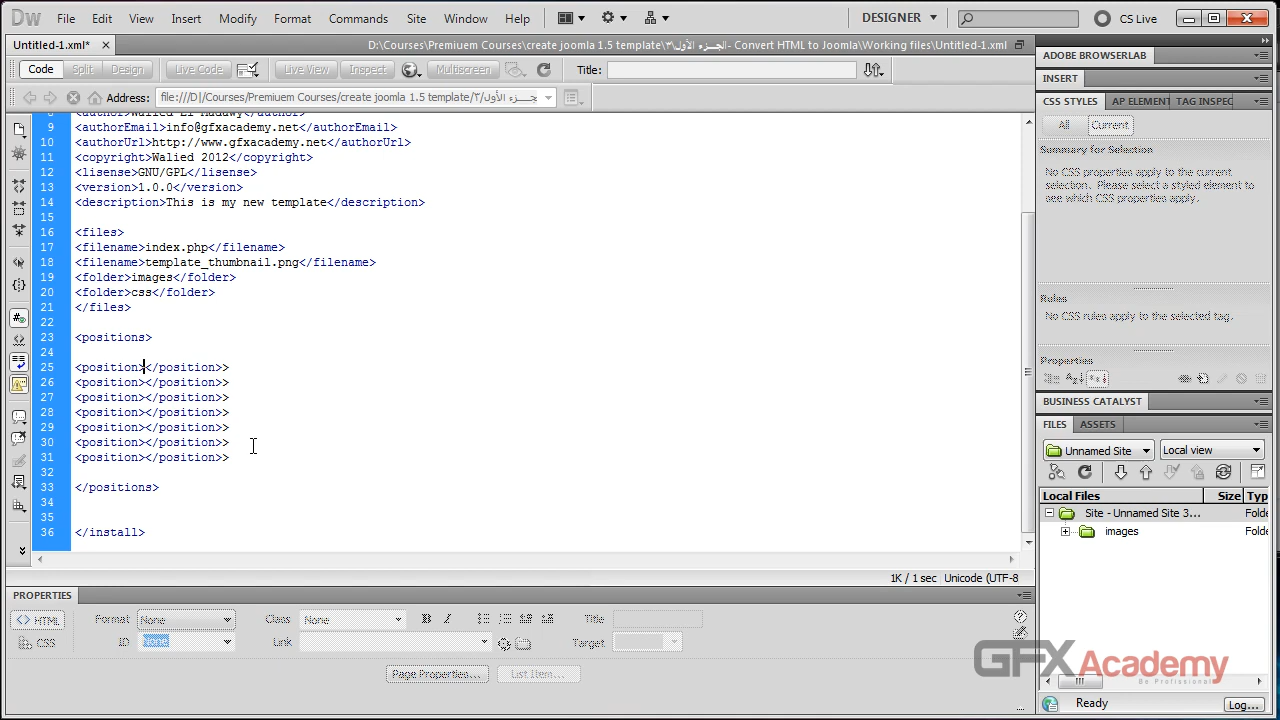 Dw File Edit View Insert Modify Format Commands Site Window Help DESIGNER CS Live
Untitled-1.xml* D:\Courses\Premiuem Courses\create joomla 1.5 template\٣\الجزء الأول- Convert HTML to Joomla\Working files\Untitled-1.xml
Code Split Design Live Code Live View Inspect Multiscreen Title:
Address: file:///D|/Courses/Premiuem Courses/create joomla 1.5 template/٣/جزء الأول
9 <authorEmail>info@gfxacademy.net</authorEmail>
10 <authorUrl>http://www.gfxacademy.net</authorUrl>
11 <copyright>Walied 2012</copyright>
12 <lisense>GNU/GPL</lisense>
13 <version>1.0.0</version>
14 <description>This is my new template</description>
15
16 <files>
17 <filename>index.php</filename>
18 <filename>template_thumbnail.png</filename>
19 <folder>images</folder>
20 <folder>css</folder>
21 </files>
22
23 <positions>
24
25 <position></position>>
26 <position></position>>
27 <position></position>>
28 <position></position>>
29 <position></position>>
30 <position></position>>
31 <position></position>>
32
33 </positions>
34
35
36 </install>
1K / 1 sec Unicode (UTF-8
PROPERTIES
HTML Format None Class None B I Title
CSS ID None Link Target
Page Properties... List Item...
ADOBE BROWSERLAB
INSERT
CSS STYLES AP ELEMENT TAG INSPEC
All Current
Summary for Selection
No CSS properties apply to the current
selection. Please select a styled element to
see which CSS properties apply.
Rules
No CSS rules apply to the selected tag.
Properties
BUSINESS CATALYST
FILES ASSETS
Unnamed Site Local view
Local Files Size Typ
Site - Unnamed Site 3... Folde
images Folde
GFX Academy
Be Profissional
Ready Log...